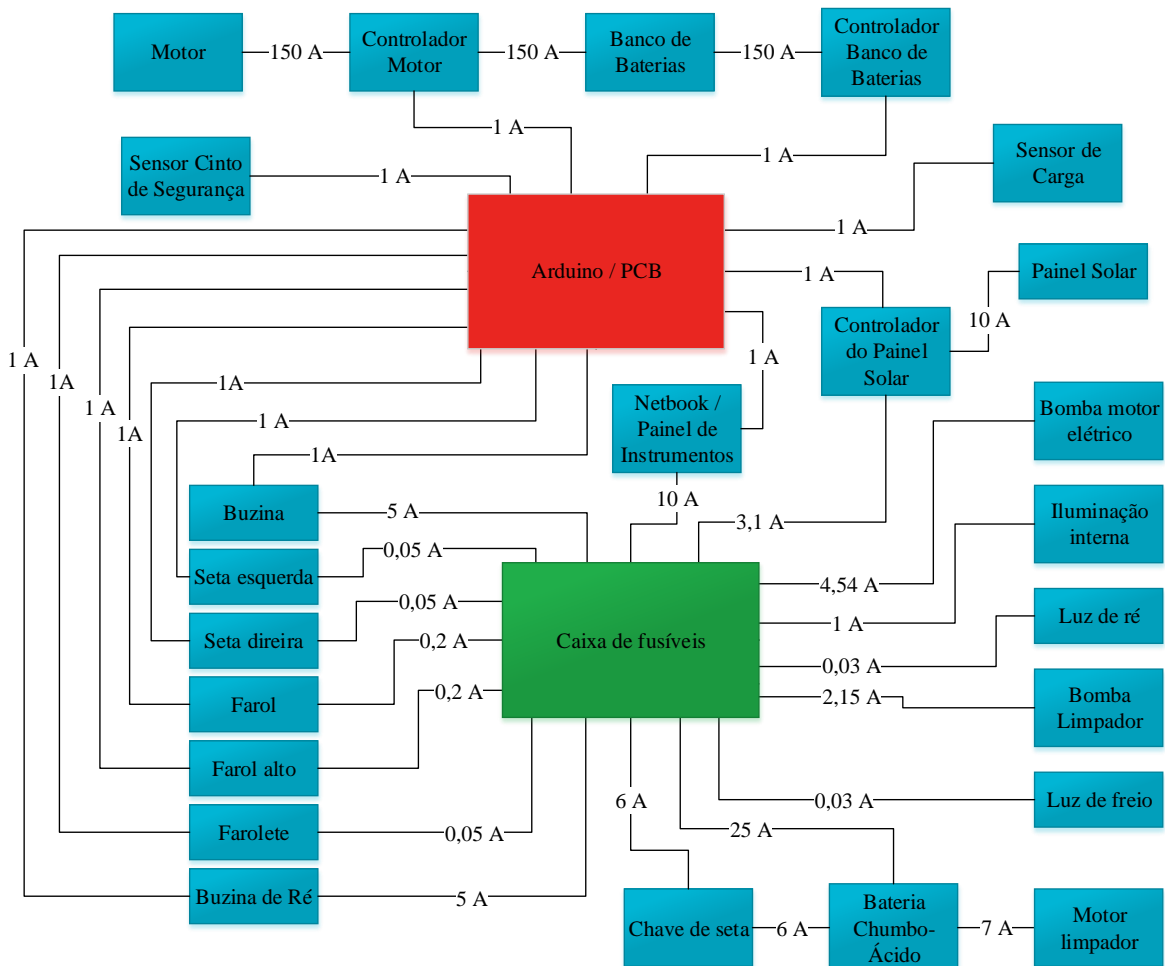 Motor
150 A
Controlador
Motor
150 A
Banco de
Baterias
150 A
Controlador
Banco de
Baterias
1 A
1 A
Sensor Cinto
de Segurança
1 A
Sensor de
Carga
1 A
Arduino / PCB
1 A
Painel Solar
10 A
Controlador
do Painel
Solar
1 A
1A
1 A
1A
1A
1 A
1A
1 A
Netbook /
Painel de
Instrumentos
10 A
3,1 A
Bomba motor
elétrico
Buzina
5 A
Iluminação
interna
Seta esquerda
0,05 A
4,54 A
Seta direira
0,05 A
Caixa de fusíveis
1 A
Luz de ré
0,2 A
0,03 A
Farol
0,2 A
2,15 A
Bomba
Limpador
Farol alto
6 A
0,03 A
Luz de freio
Farolete
0,05 A
25 A
Buzina de Ré
5 A
Chave de seta
6 A
Bateria
Chumbo-
Ácido
7 A
Motor
limpador